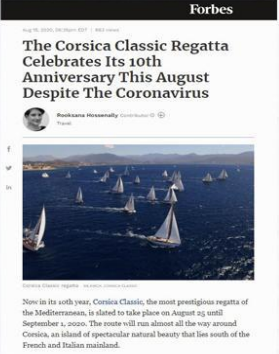 Forbes
The Corsica Classic Regatta
Celebrates Its 10th
Anniversary This August
Despite The Coronavirus
Rooksana Hossenally Contributor
Travel
Corsica Classic regatta
Now in its 10th year, Corsica Classic, the most prestigious regatta of
the Mediterranean, is slated to take place on August 25 until
September 1, 2020. The route will run almost all the way around
Corsica, an island of spectacular natural beauty that lies south of the
French and Italian mainland.